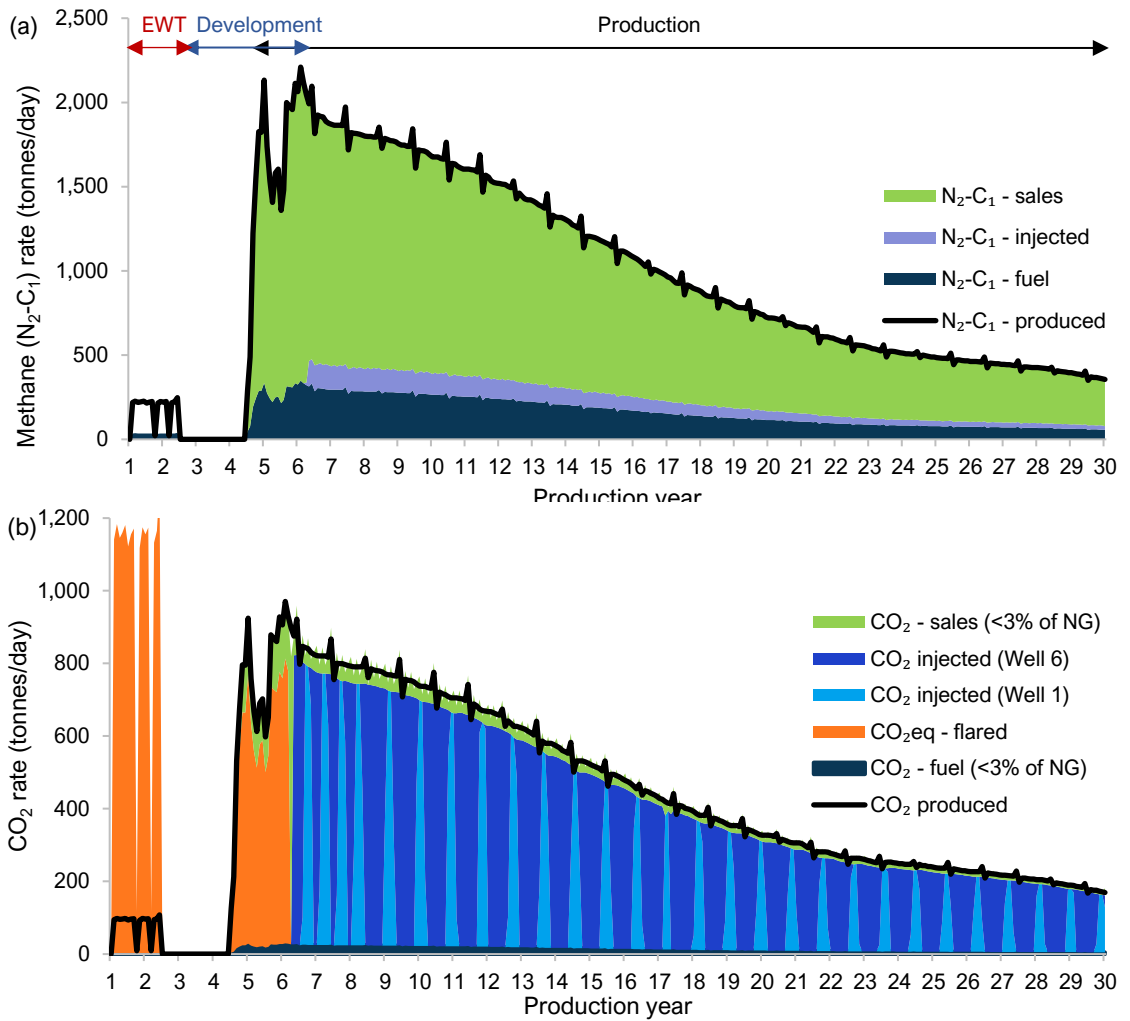 (a)
EWT Development Production
Methane (N₂-C₁) rate (tonnes/day)
2,500
2,000
1,500
1,000
500
0
N₂-C₁ - sales
N₂-C₁ - injected
N₂-C₁ - fuel
N₂-C₁ - produced
1 2 3 4 5 6 7 8 9 10 11 12 13 14 15 16 17 18 19 20 21 22 23 24 25 26 27 28 29 30
Production year
(b)
CO₂ rate (tonnes/day)
1,200
1,000
800
600
400
200
0
CO₂ - sales (<3% of NG)
CO₂ injected (Well 6)
CO₂ injected (Well 1)
CO₂eq - flared
CO₂ - fuel (<3% of NG)
CO₂ produced
1 2 3 4 5 6 7 8 9 10 11 12 13 14 15 16 17 18 19 20 21 22 23 24 25 26 27 28 29 30
Production year